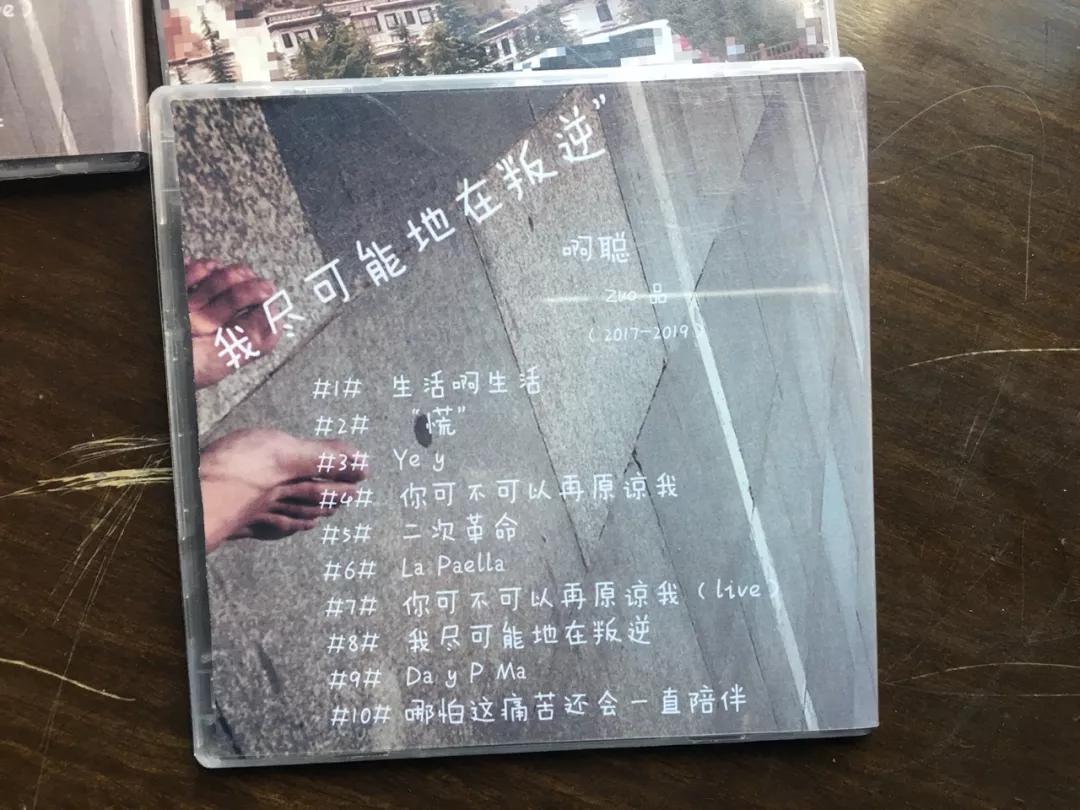 e）
我尽可能地在叛逆”
啊聪
Zuo 品
（2017-2019）
#1# 生活啊生活
#2# “慌”
#3# Ye y
#4# 你可不可以再原谅我
#5# 二次革命
#6# La Paella
#7# 你可不可以再原谅我（live）
#8# 我尽可能地在叛逆
#9# Da y P Ma
#10# 哪怕这痛苦还会一直陪伴